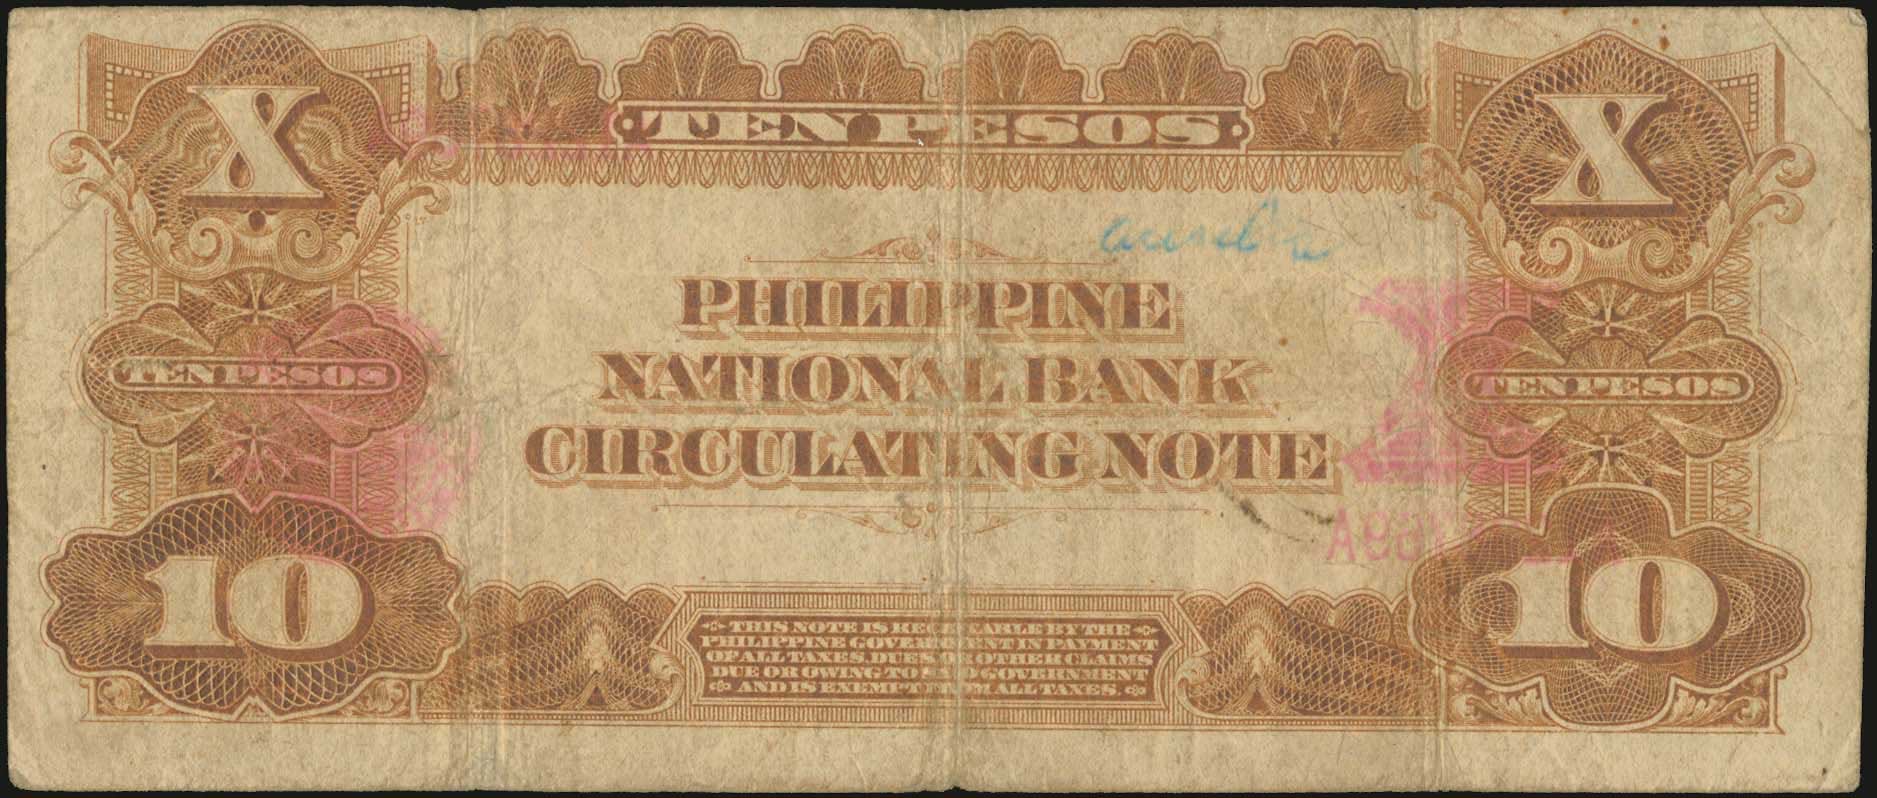 X
TEN PESOS
X
PHILIPPINE
NATIONAL BANK
CIRCULATING NOTE
TEN PESOS
TEN PESOS
10
10
THIS NOTE IS RECEIVABLE BY THE
PHILIPPINE GOVERNMENT IN PAYMENT
OF ALL TAXES, DUES OR OTHER CLAIMS
DUE OR OWING TO SAID GOVERNMENT
AND IS EXEMPT FROM ALL TAXES.